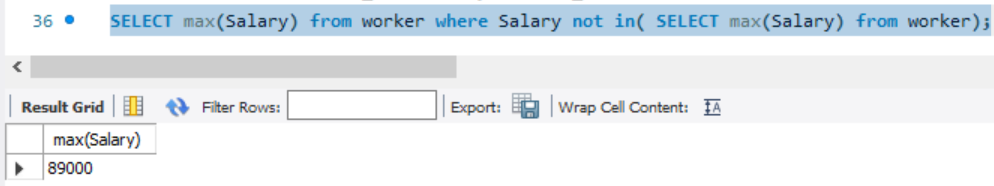 36 SELECT max(Salary) from worker where Salary not in( SELECT max(Salary) from worker);
Result Grid Filter Rows: Export: Wrap Cell Content: IA
max(Salary)
89000